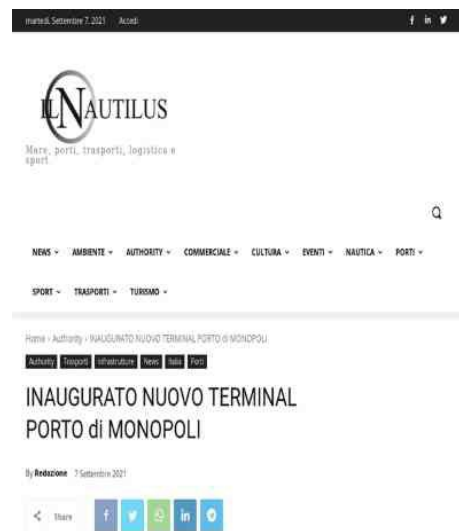 martedì, Settembre 7, 2021 Accedi
IL NAUTILUS
Mare, porti, trasporti, logistica e
sport
NEWS AMBIENTE AUTHORITY COMMERCIALE CULTURA EVENTI NAUTICA PORTI
SPORT TRASPORTI TURISMO
Home › Authority › INAUGURATO NUOVO TERMINAL PORTO di MONOPOLI
Authority Trasporti Infrastrutture News Italia Porti
INAUGURATO NUOVO TERMINAL
PORTO di MONOPOLI
By Redazione 7 Settembre 2021
Share